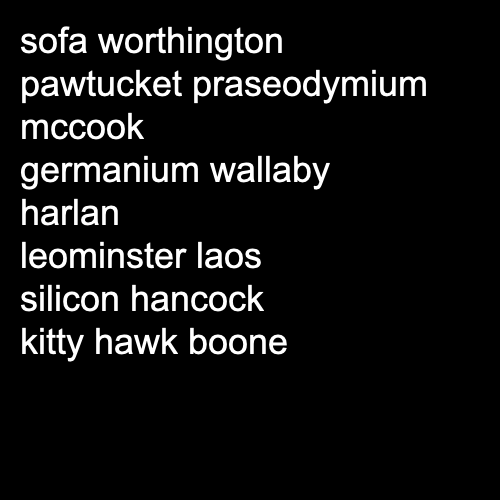 sofa worthington
pawtucket praseodymium
mccook
germanium wallaby
harlan
leominster laos
silicon hancock
kitty hawk boone